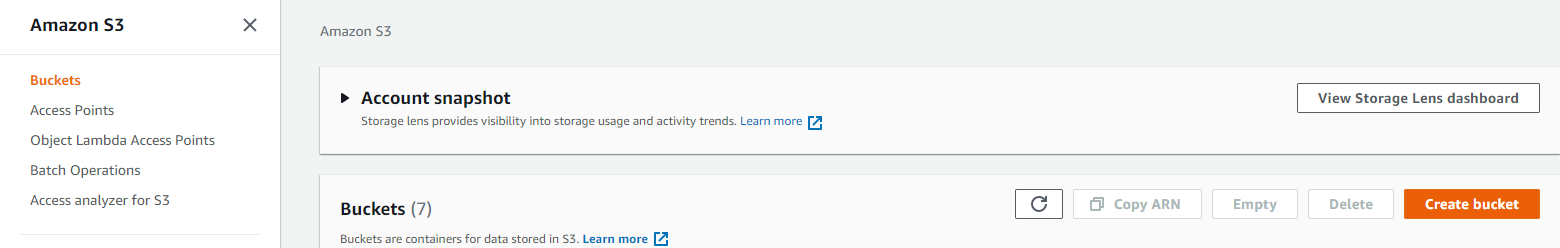 Amazon S3
Buckets
Access Points
Object Lambda Access Points
Batch Operations
Access analyzer for S3
Amazon S3
Account snapshot
View Storage Lens dashboard
Storage lens provides visibility into storage usage and activity trends. Learn more
Buckets (7)
Copy ARN
Empty
Delete
Create bucket
Buckets are containers for data stored in S3. Learn more